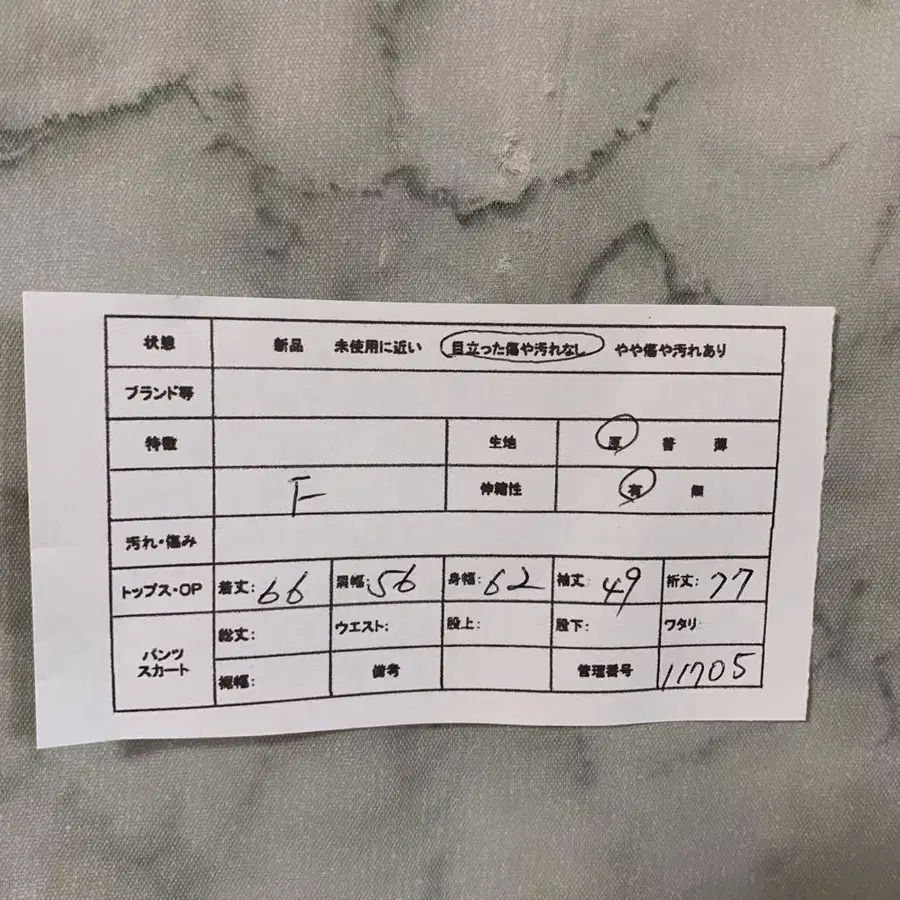 状態 新品 未使用に近い 目立った傷や汚れなし やや傷や汚れあり
ブランド等
特徴 生地 厚 普 薄
F 伸縮性 有 無
汚れ・傷み
トップス・OP 着丈:66 肩幅:56 身幅:62 袖丈:49 裄丈:77
パンツ スカート 総丈: ウエスト: 股上: 股下: ワタリ:
裾幅: 備考 管理番号 11705